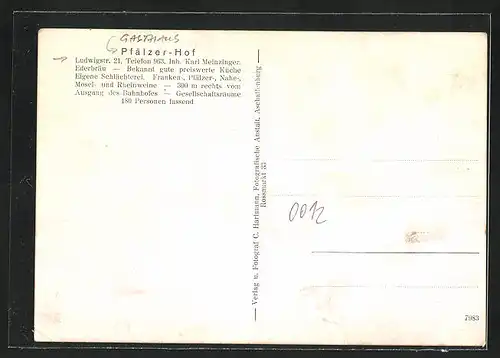 GASTHAUS
Pfälzer-Hof
Ludwigstr. 21, Telefon 963, Inh. Karl Meinzinger.
Ederbräu — Bekannt gute preiswerte Küche
Eigene Schlächterei. Franken-, Pfälzer-, Nahe-,
Mosel- und Rheinweine — 300 m rechts vom
Ausgang des Bahnhofes — Gesellschaftsräume
180 Personen fassend
Verlag u. Fotograf C. Hartmann, Fotografische Anstalt, Aschaffenburg
Rossmarkt 33
0012
7083